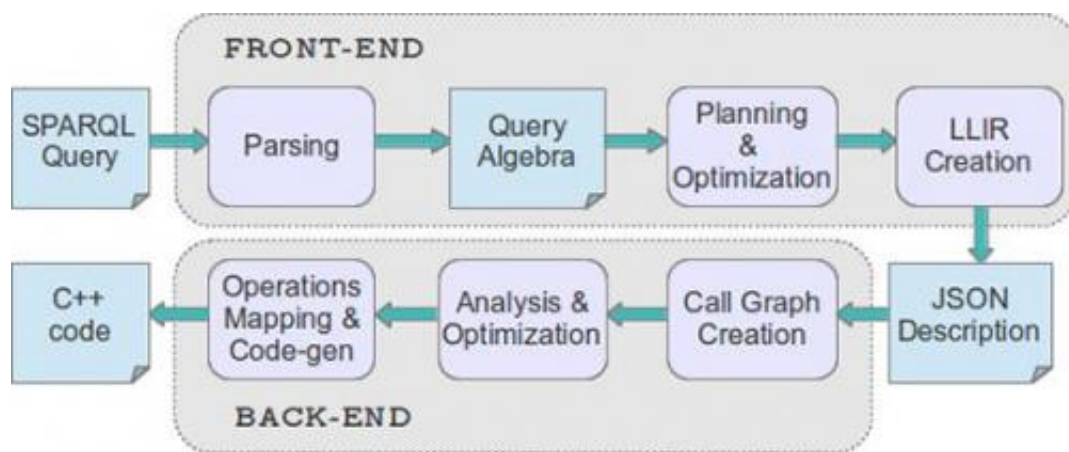 FRONT-END
SPARQL
Query
Parsing
Query
Algebra
Planning
&
Optimization
LLIR
Creation
C++
code
Operations
Mapping &
Code-gen
Analysis &
Optimization
Call Graph
Creation
JSON
Description
BACK-END